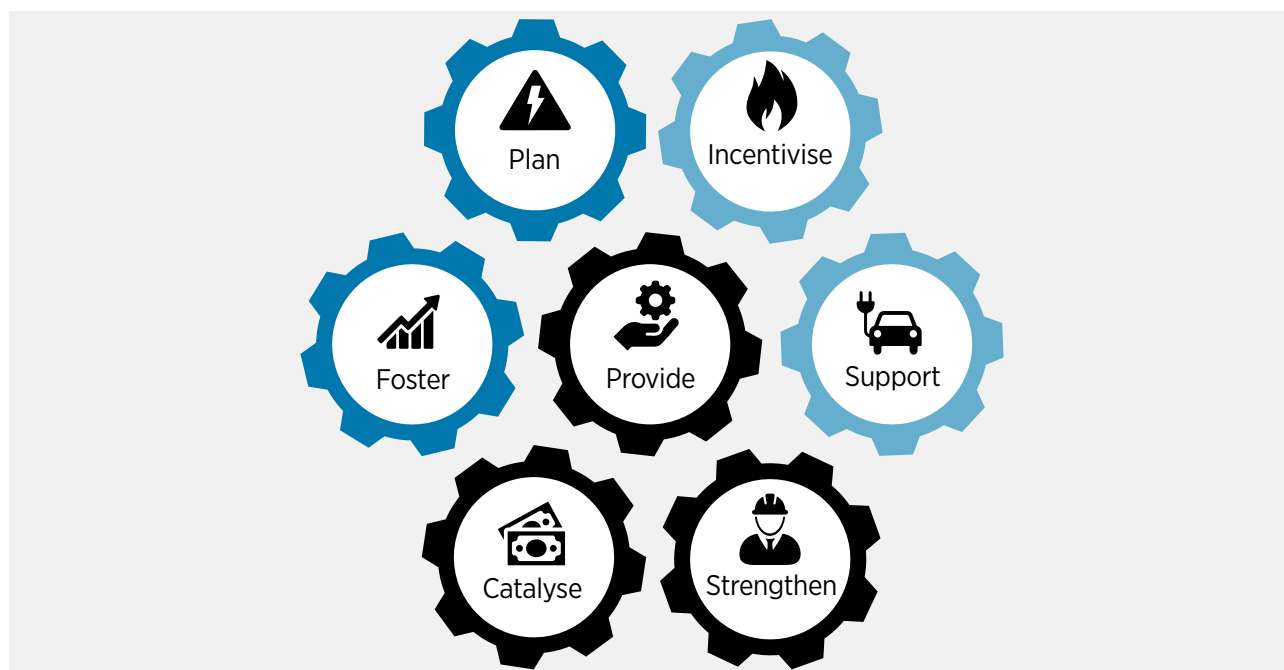 Plan
Incentivise
Foster
Provide
Support
Catalyse
Strengthen